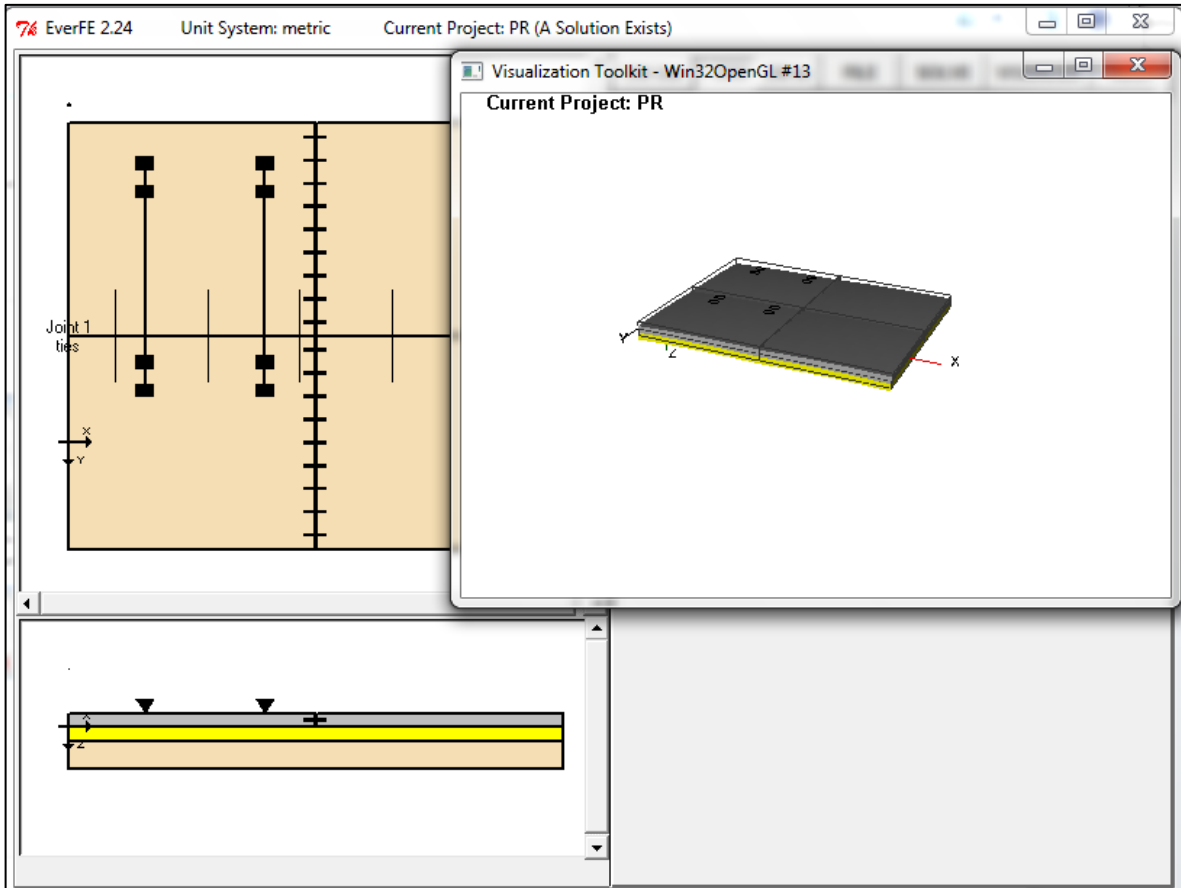 EverFE 2.24 Unit System: metric Current Project: PR (A Solution Exists)
Visualization Toolkit - Win32OpenGL #13
Current Project: PR
Joint 1
ties
X
Y
Y
Z
X
X
Z